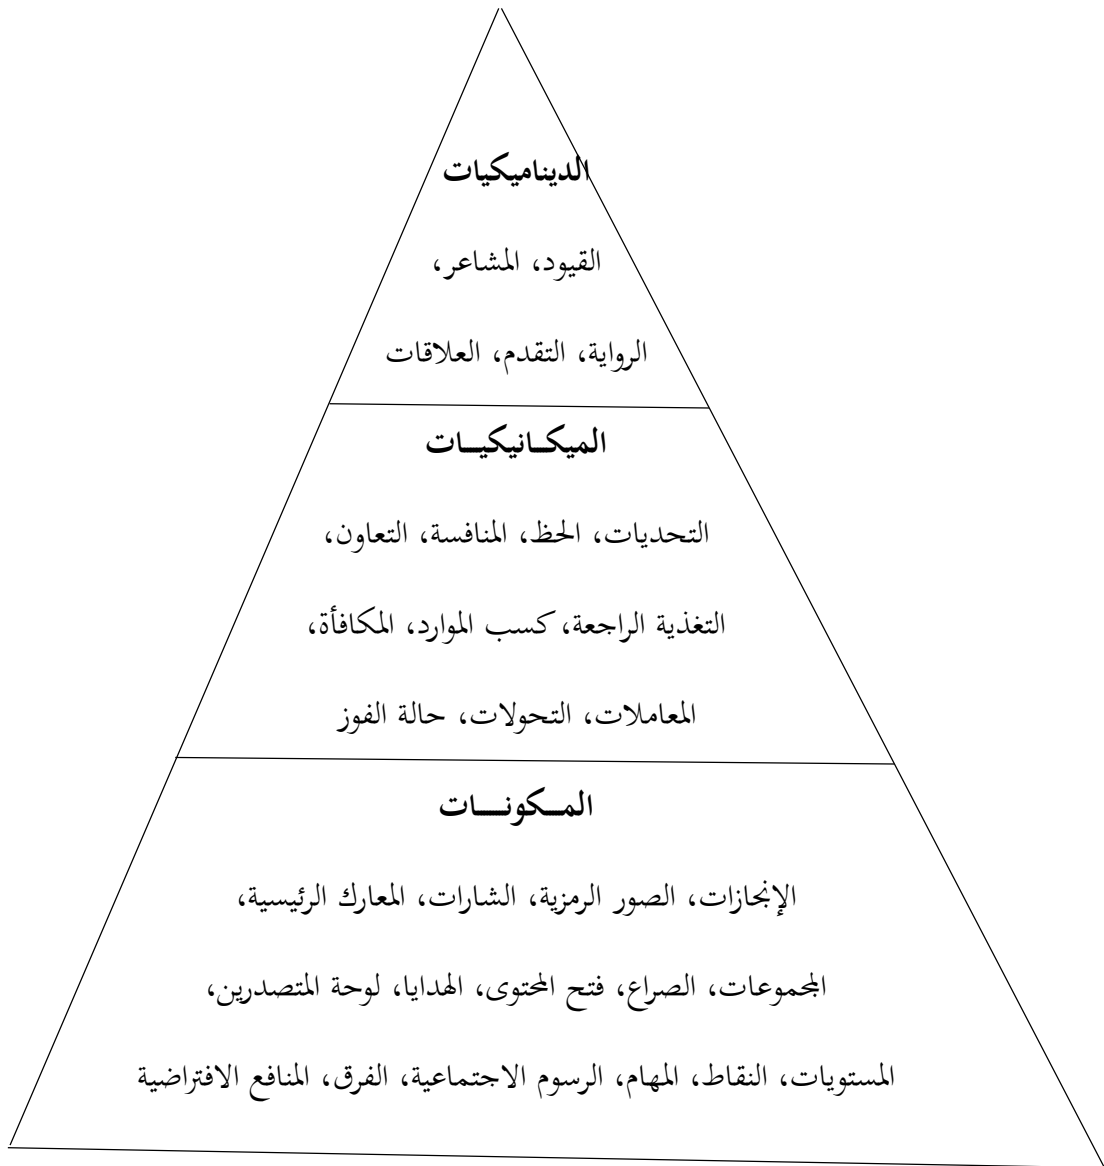 الديناميكيات
القيود، المشاعر،
الرواية، التقدم، العلاقات
الميكـانيكيـات
التحديات، الحظ، المنافسة، التعاون،
التغذية الراجعة، كسب الموارد، المكافأة،
المعاملات، التحولات، حالة الفوز
المـكونـــات
الإنجازات، الصور الرمزية، الشارات، المعارك الرئيسية،
المجموعات، الصراع، فتح المحتوى، الهدايا، لوحة المتصدرين،
المستويات، النقاط، المهام، الرسوم الاجتماعية، الفرق، المنافع الافتراضية